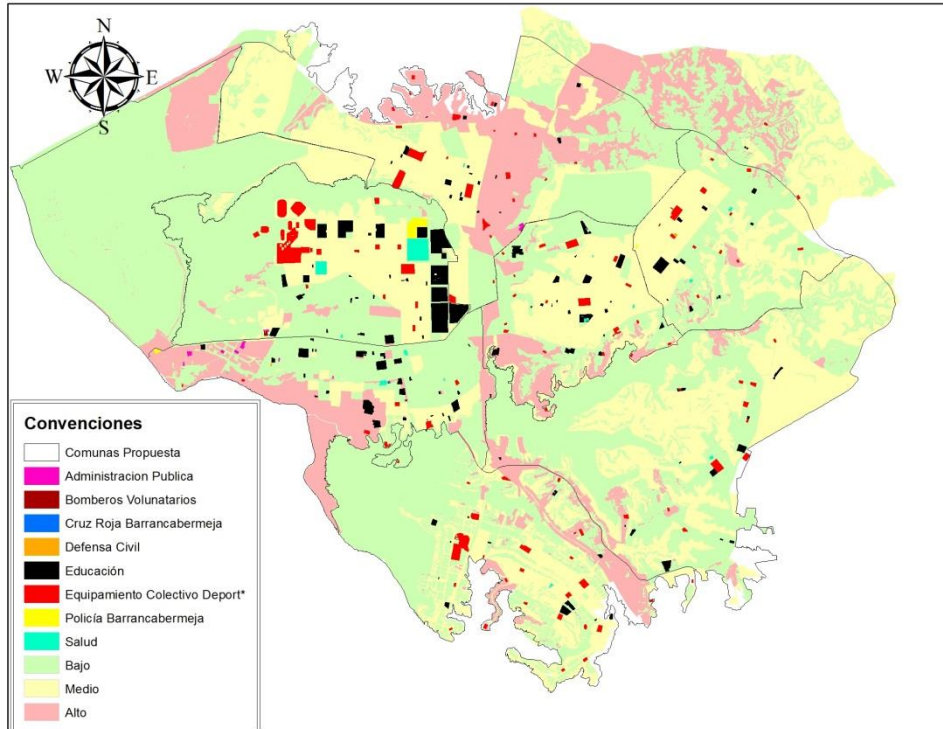 N
W E
S
Convenciones
Comunas Propuesta
Administracion Publica
Bomberos Voluntarios
Cruz Roja Barrancabermeja
Defensa Civil
Educación
Equipamiento Colectivo Deport*
Policía Barrancabermeja
Salud
Bajo
Medio
Alto